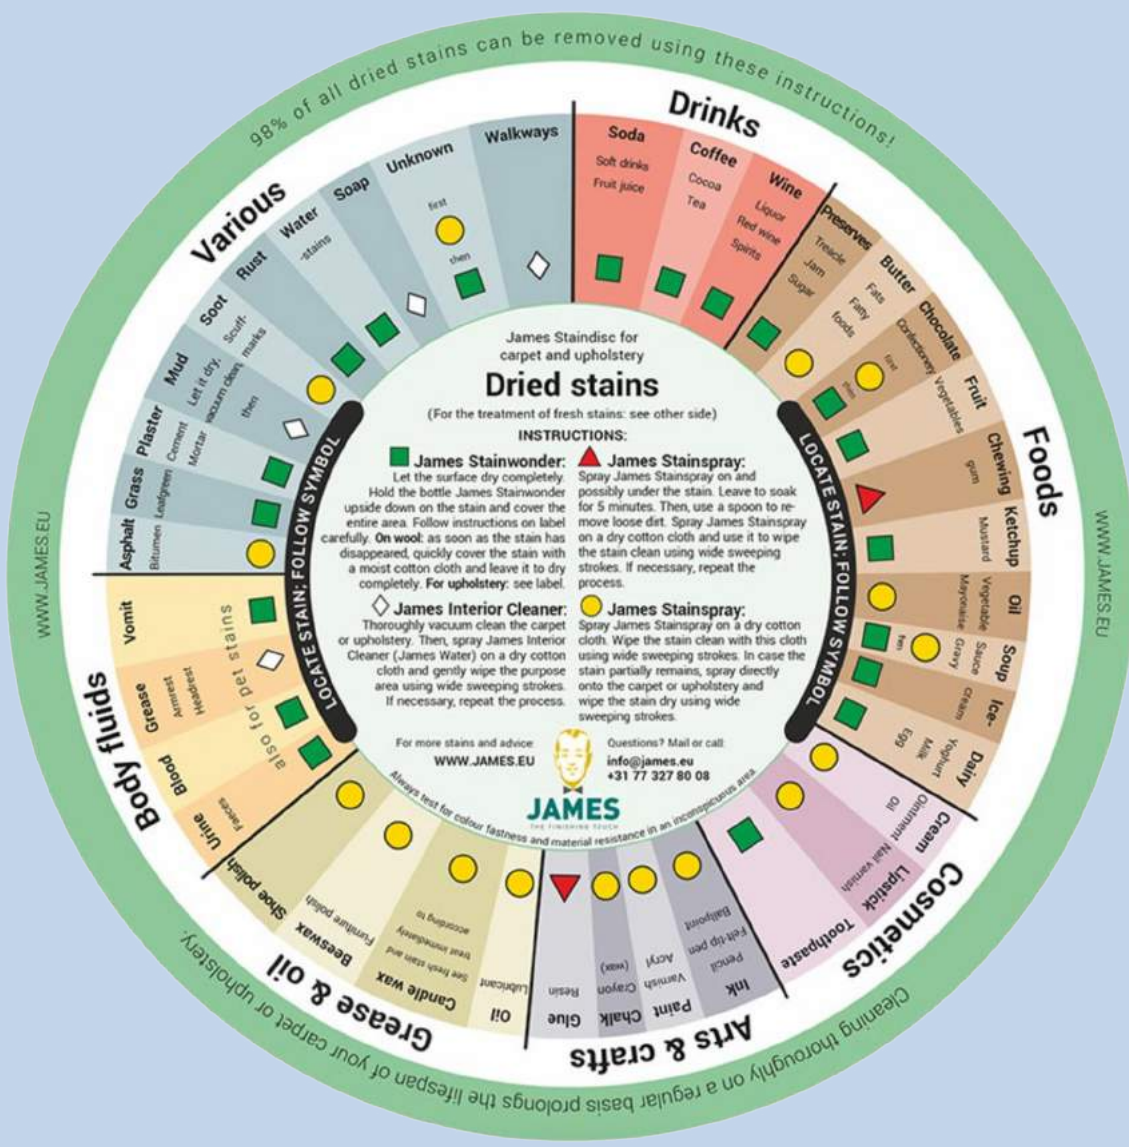 98% of all dried stains can be removed using these instructions!
WWW.JAMES.EU
Cleaning thoroughly on a regular basis prolongs the lifespan of your carpet or upholstery.
WWW.JAMES.EU
Drinks
Soda
Soft drinks
Fruit juice
Coffee
Cocoa
Tea
Wine
Liquor
Red wine
Spirits
Foods
Preserves
Treacle
Jam
Sugar
Butter
Fats
Fatty
foods
Chocolate
Confectionery
first
then
Fruit
Vegetables
Chewing
gum
Ketchup
Mustard
Oil
Vegetable
Mayonaise
Soup
Sauce
Gravy
then
Ice-
cream
Dairy
Yoghurt
Milk
Egg
Cosmetics
Cream
Ointment
Oil
Lipstick
Nail varnish
Toothpaste
Arts & crafts
Ink
Pencil
Felt-tip pen
Ballpoint
Paint
Varnish
Acryl
Chalk
Crayon
(wax)
Glue
Resin
Grease & oil
Oil
Lubricant
Candle wax
See fresh stain and
treat immediately
according to
Beeswax
Furniture polish
Shoe polish
Body fluids
Urine
Faeces
Blood
Grease
Armrest
Headrest
Vomit
also for pet stains
Various
Asphalt
Bitumen
Grass
Leafgreen
Plaster
Cement
Mortar
Mud
Let it dry,
vacuum clean,
then
Soot
Scuff-
marks
Rust
Water
-stains
Soap
Unknown
first
then
Walkways
LOCATE STAIN; FOLLOW SYMBOL
LOCATE STAIN; FOLLOW SYMBOL
James Staindisc for
carpet and upholstery
Dried stains
(For the treatment of fresh stains: see other side)
INSTRUCTIONS:
James Stainwonder:
Let the surface dry completely.
Hold the bottle James Stainwonder
upside down on the stain and cover the
entire area. Follow instructions on label
carefully. On wool: as soon as the stain has
disappeared, quickly cover the stain with
a moist cotton cloth and leave it to dry
completely. For upholstery: see label.
James Stainspray:
Spray James Stainspray on and
possibly under the stain. Leave to soak
for 5 minutes. Then, use a spoon to re-
move loose dirt. Spray James Stainspray
on a dry cotton cloth and use it to wipe
the stain clean using wide sweeping
strokes. If necessary, repeat the
process.
James Interior Cleaner:
Thoroughly vacuum clean the carpet
or upholstery. Then, spray James Interior
Cleaner (James Water) on a dry cotton
cloth and gently wipe the purpose
area using wide sweeping strokes.
If necessary, repeat the process.
James Stainspray:
Spray James Stainspray on a dry cotton
cloth. Wipe the stain clean with this cloth
using wide sweeping strokes. In case the
stain partially remains, spray directly
onto the carpet or upholstery and
wipe the stain dry using wide
sweeping strokes.
For more stains and advice:
WWW.JAMES.EU
Questions? Mail or call:
info@james.eu
+31 77 327 80 08
JAMES
THE FINISHING TOUCH
Always test for colour fastness and material resistance in an inconspicuous area